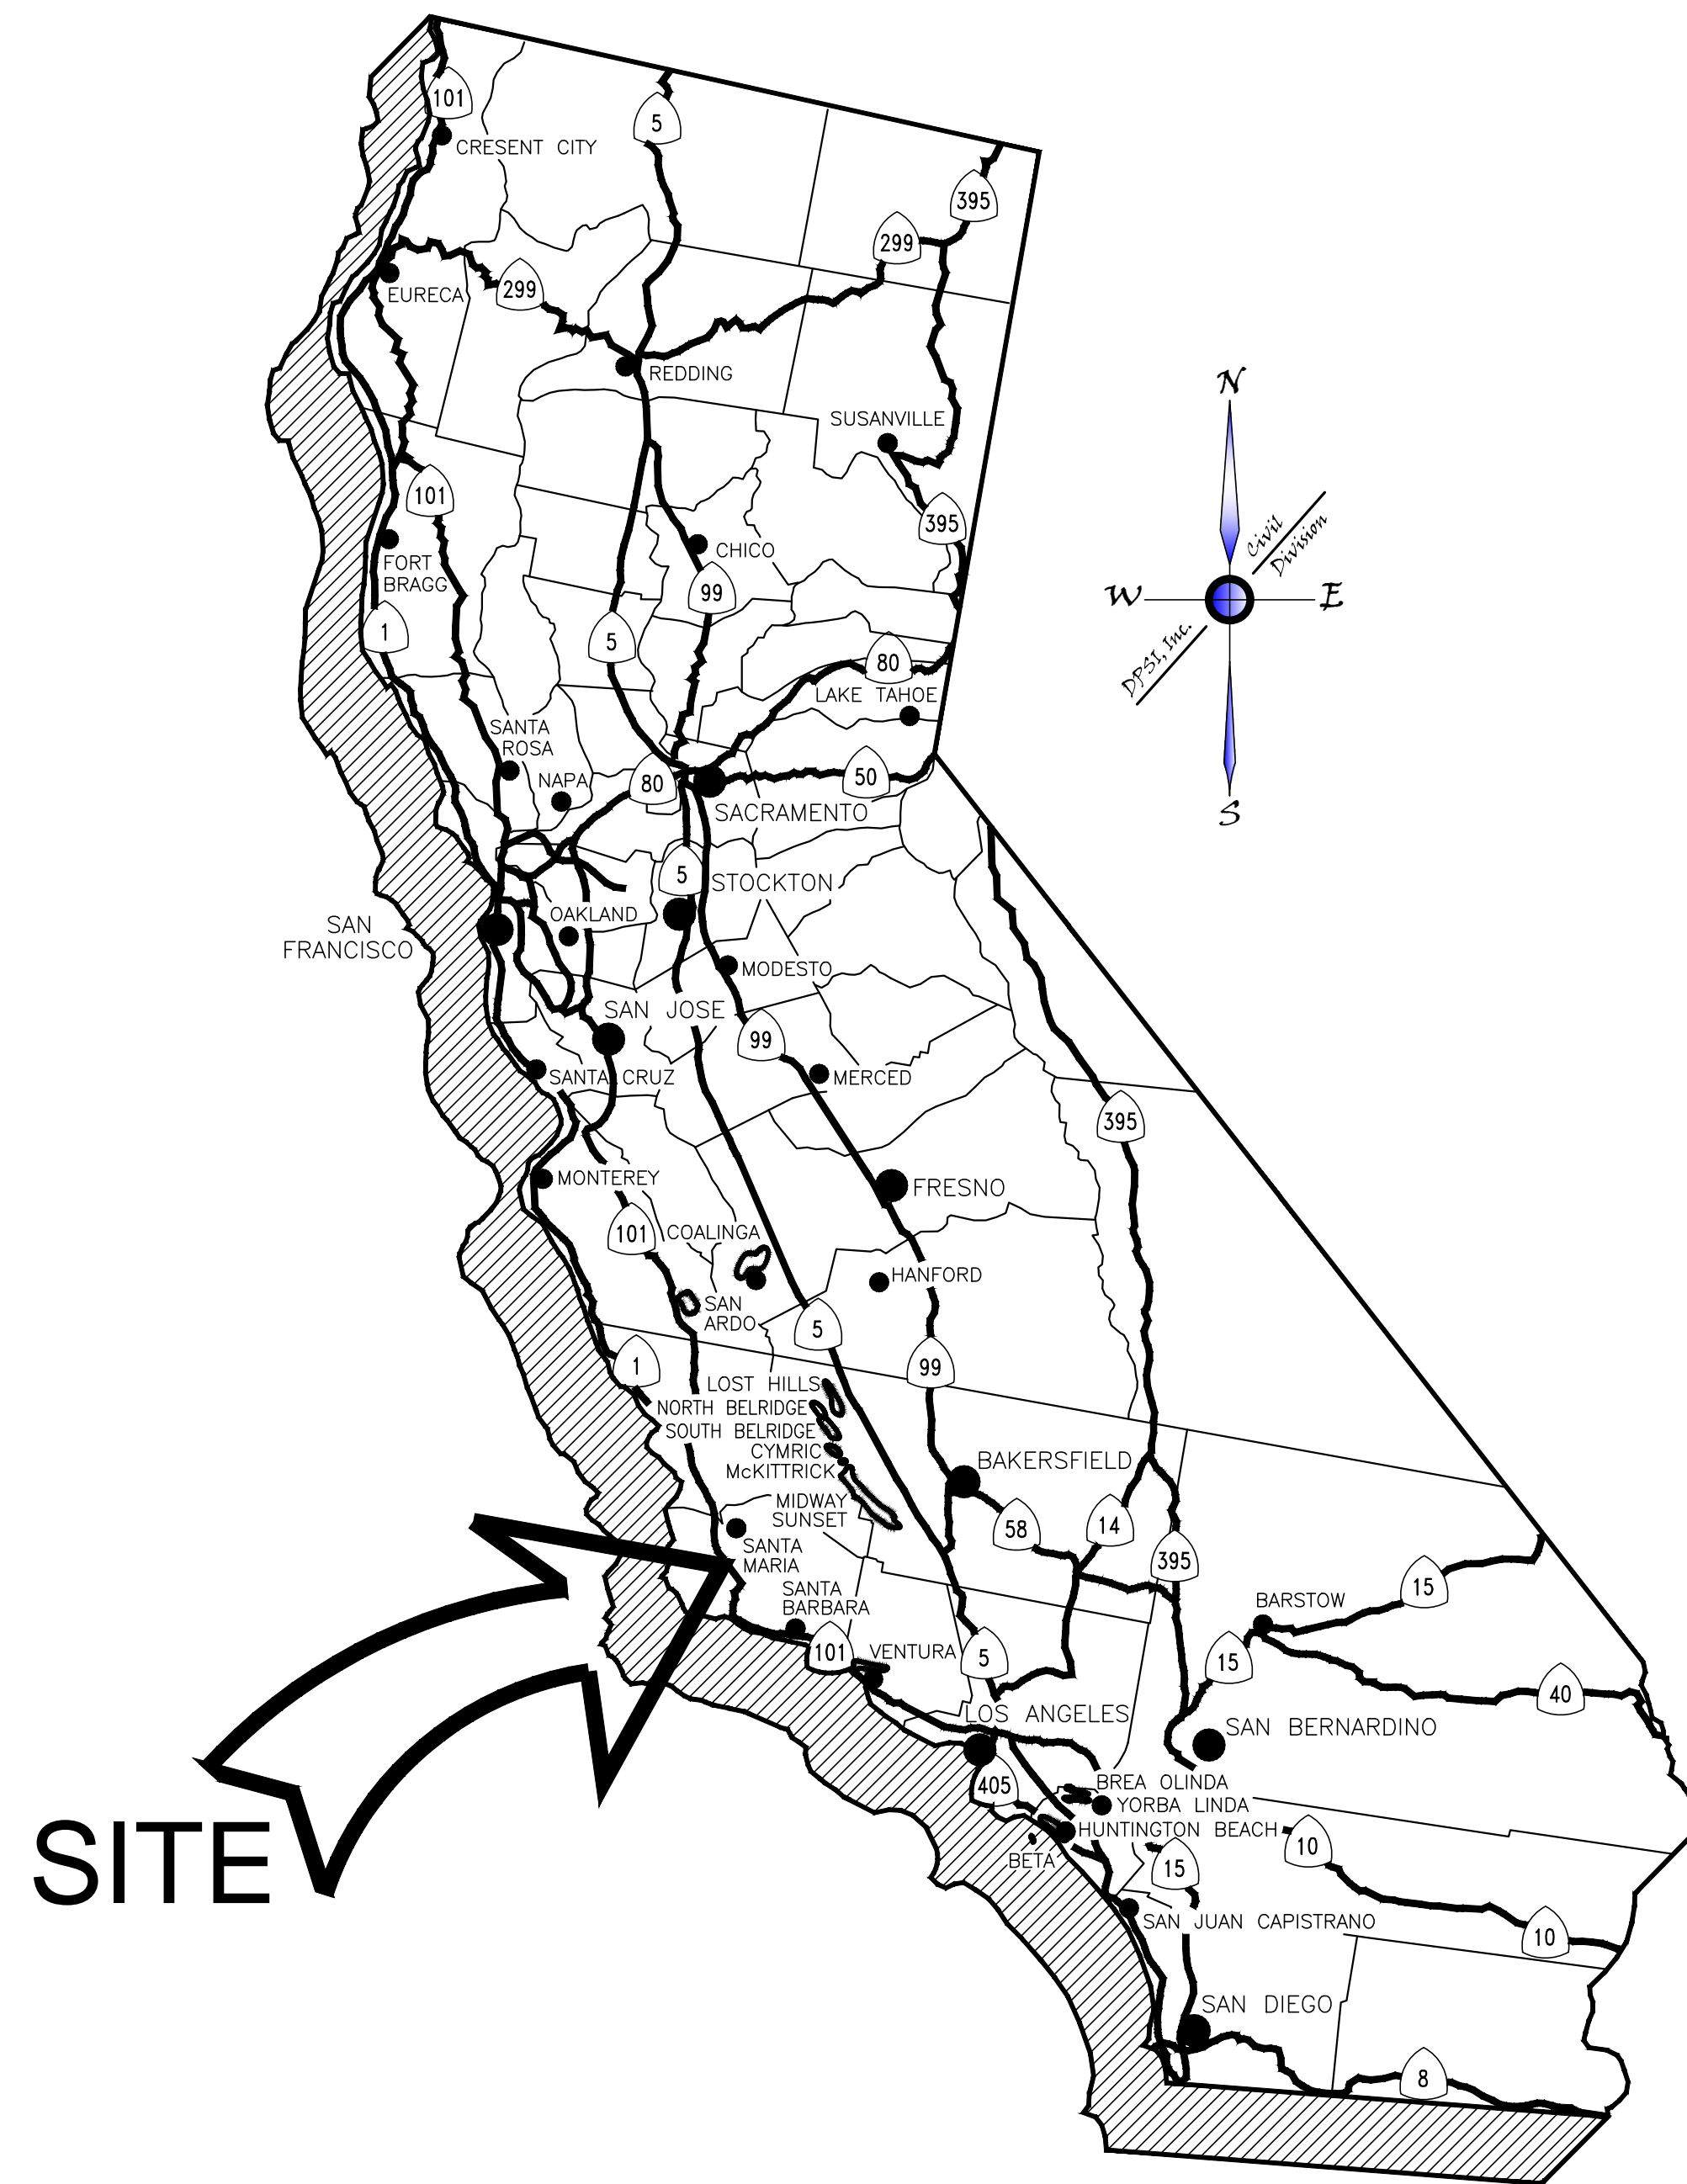 101
CRESENT CITY
5
395
299
EURECA
299
REDDING
SUSANVILLE
N
101
395
Civil
Division
FORT
BRAGG
CHICO
99
W
E
1
5
DPSI, Inc.
80
LAKE TAHOE
SANTA
ROSA
NAPA
80
50
S
SACRAMENTO
5
STOCKTON
SAN
FRANCISCO
OAKLAND
MODESTO
SAN JOSE
99
SANTA CRUZ
MERCED
395
MONTEREY
FRESNO
101
COALINGA
HANFORD
SAN
ARDO
5
1
99
LOST HILLS
NORTH BELRIDGE
SOUTH BELRIDGE
CYMRIC
McKITTRICK
BAKERSFIELD
MIDWAY
SUNSET
58
14
SANTA
MARIA
395
SANTA
BARBARA
15
BARSTOW
101
VENTURA
5
15
40
LOS ANGELES
SAN BERNARDINO
405
BREA OLINDA
YORBA LINDA
HUNTINGTON BEACH
BETA
15
10
SITE
SAN JUAN CAPISTRANO
10
SAN DIEGO
8